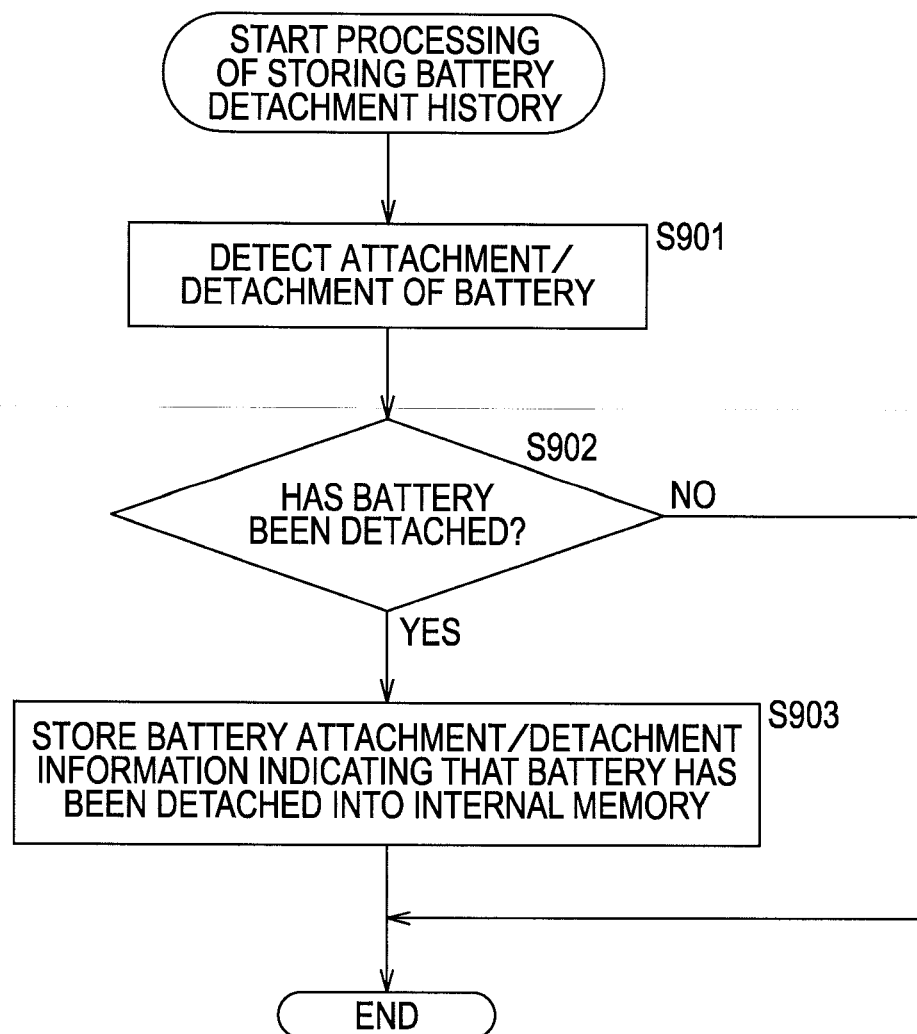 START PROCESSING
OF STORING BATTERY
DETACHMENT HISTORY
S901
DETECT ATTACHMENT/
DETACHMENT OF BATTERY
S902
HAS BATTERY
BEEN DETACHED?
NO
YES
S903
STORE BATTERY ATTACHMENT/DETACHMENT
INFORMATION INDICATING THAT BATTERY HAS
BEEN DETACHED INTO INTERNAL MEMORY
END